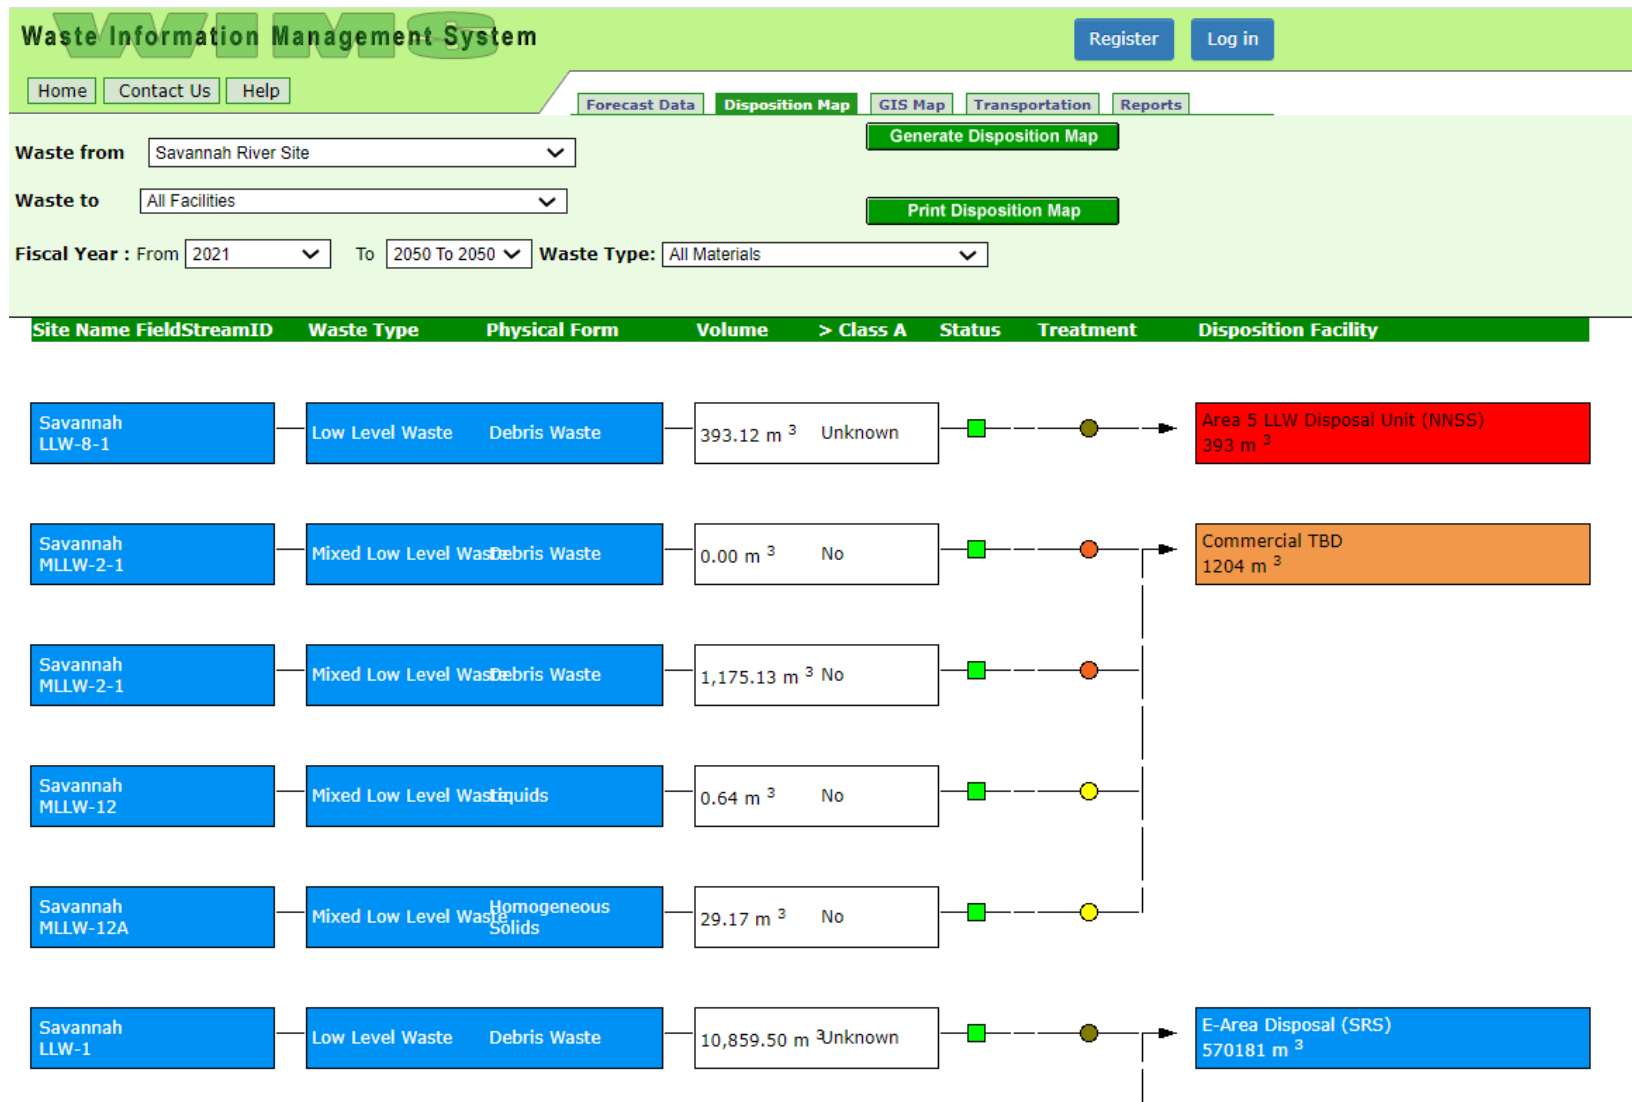 WIMS
Waste Information Management System
Register Log in
Home Contact Us Help
Forecast Data Disposition Map GIS Map Transportation Reports
Waste from Savannah River Site
Generate Disposition Map
Waste to All Facilities
Print Disposition Map
Fiscal Year : From 2021 To 2050 To 2050 Waste Type: All Materials
Site Name FieldStreamID Waste Type Physical Form Volume > Class A Status Treatment Disposition Facility
Savannah
LLW-8-1
Low Level Waste Debris Waste
393.12 m 3 Unknown
Area 5 LLW Disposal Unit (NNSS)
393 m 3
Savannah
MLLW-2-1
Mixed Low Level Waste Debris Waste
0.00 m 3 No
Commercial TBD
1204 m 3
Savannah
MLLW-2-1
Mixed Low Level Waste Debris Waste
1,175.13 m 3 No
Savannah
MLLW-12
Mixed Low Level Waste Liquids
0.64 m 3 No
Savannah
MLLW-12A
Mixed Low Level Waste Homogeneous
Solids
29.17 m 3 No
Savannah
LLW-1
Low Level Waste Debris Waste
10,859.50 m 3 Unknown
E-Area Disposal (SRS)
570181 m 3